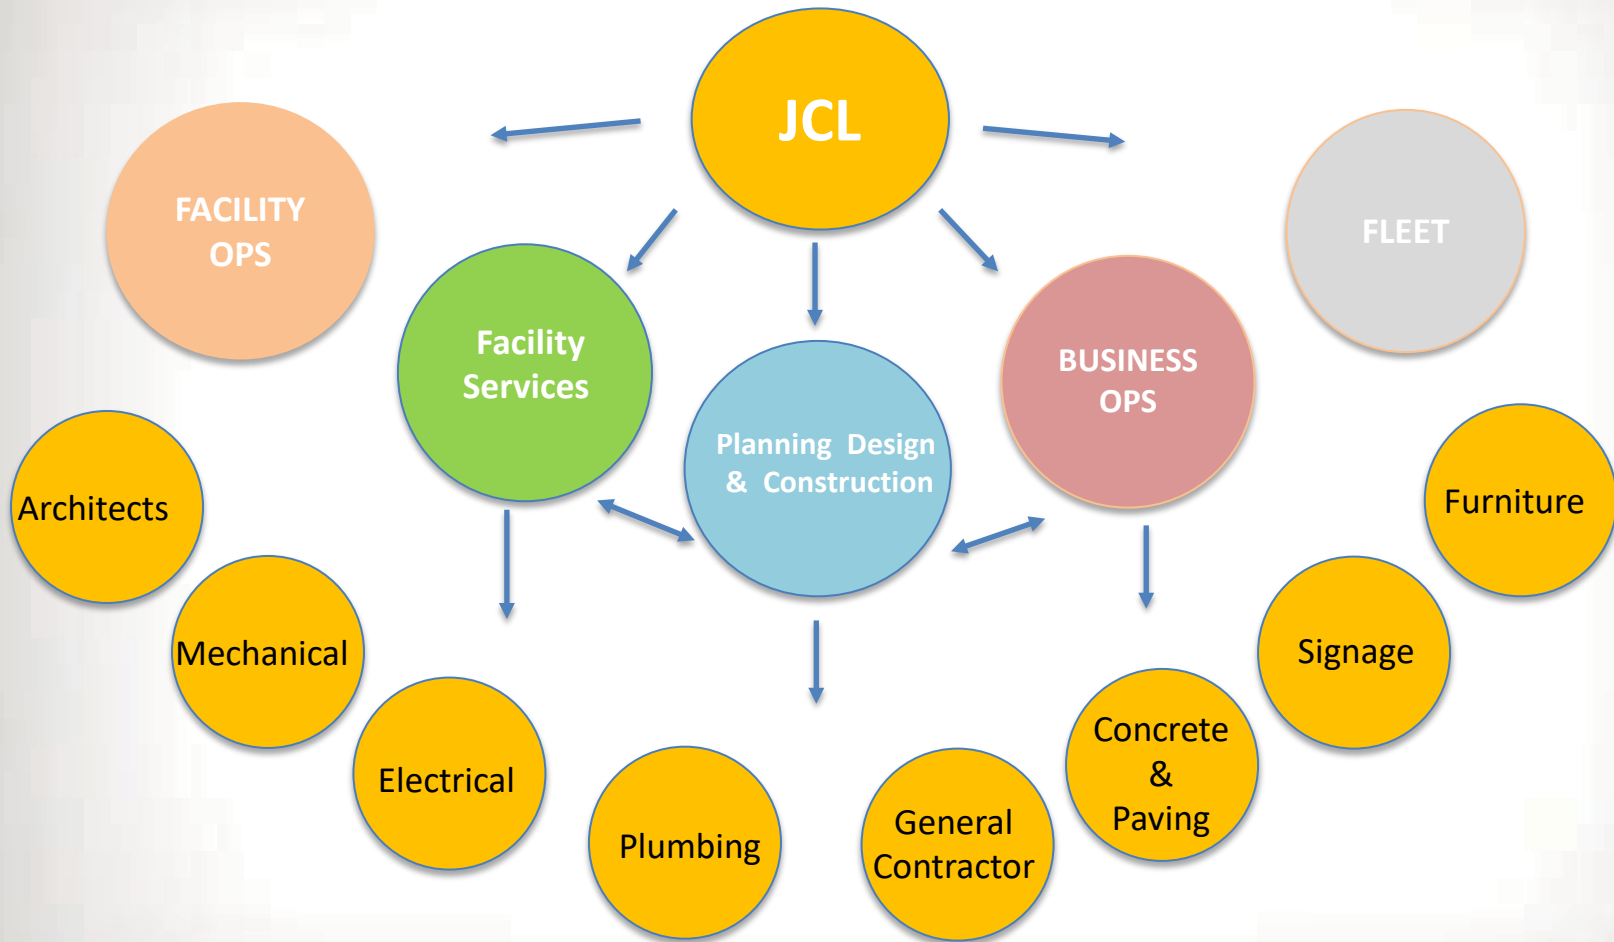 JCL
FACILITY
OPS
FLEET
Facility
Services
BUSINESS
OPS
Planning Design
& Construction
Architects
Furniture
Mechanical
Signage
Electrical
Concrete
&
Paving
Plumbing
General
Contractor